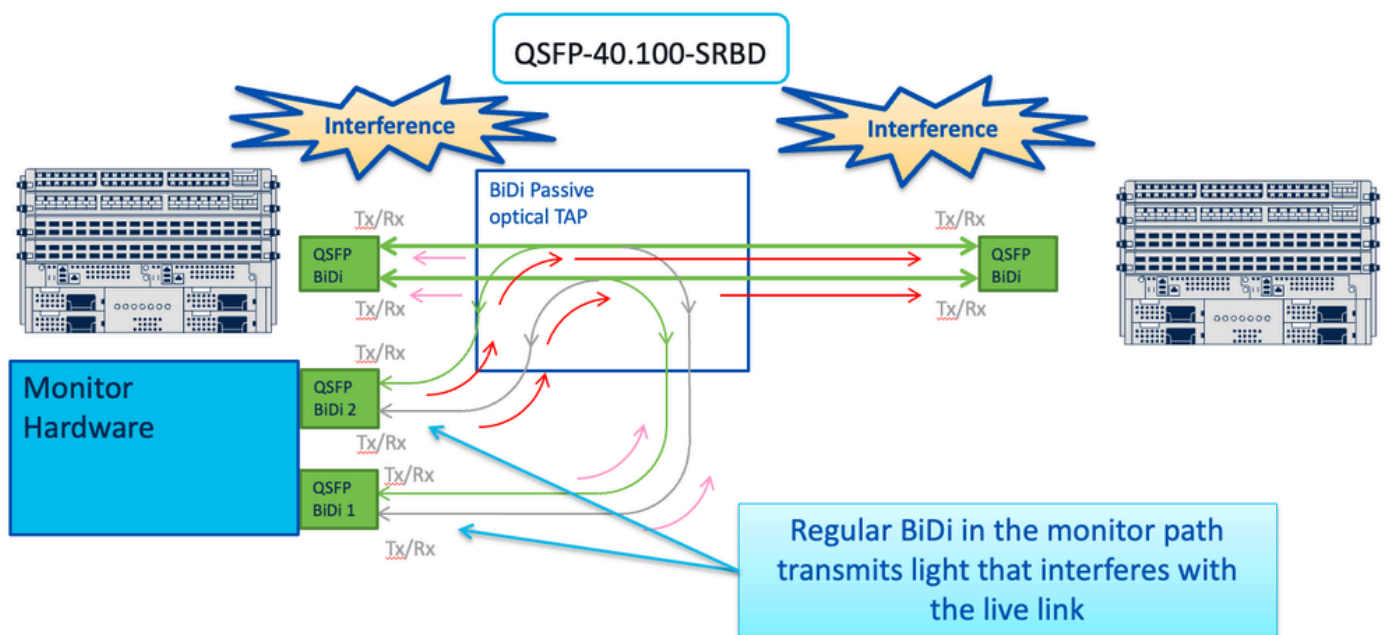 QSFP-40.100-SRBD
Interference
Interference
BiDi Passive
optical TAP
Tx/Rx
Tx/Rx
QSFP
BiDi
QSFP
BiDi
Tx/Rx
Tx/Rx
Tx/Rx
Monitor
Hardware
QSFP
BiDi 2
Tx/Rx
Tx/Rx
QSFP
BiDi 1
Tx/Rx
Regular BiDi in the monitor path
transmits light that interferes with
the live link